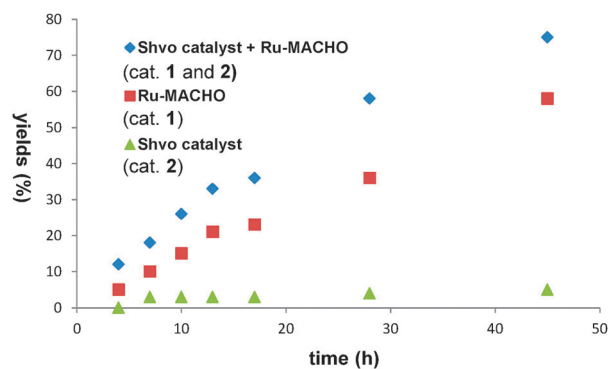 80
70
60
50
40
30
20
10
0
yields (%)
Shvo catalyst + Ru-MACHO
(cat. 1 and 2)
Ru-MACHO
(cat. 1)
Shvo catalyst
(cat. 2)
0 10 20 30 40 50
time (h)